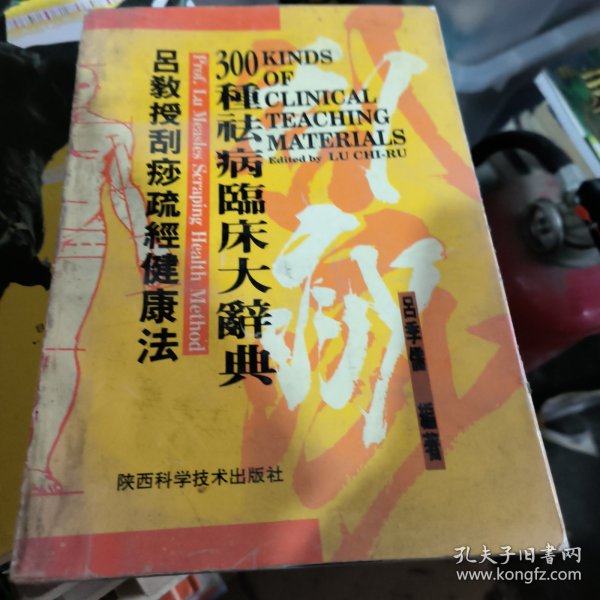 300 KINDS
OF
CLINICAL
TEACHING
MATERIALS
Edited by LU CHI-RU
300種祛病臨床大辭典
Prof. Lu Measles Scraping Health Method
呂教授刮痧疏經健康法
刮痧
呂季儒 編著
陕西科学技术出版社
孔夫子旧书网
www.kongfz.com